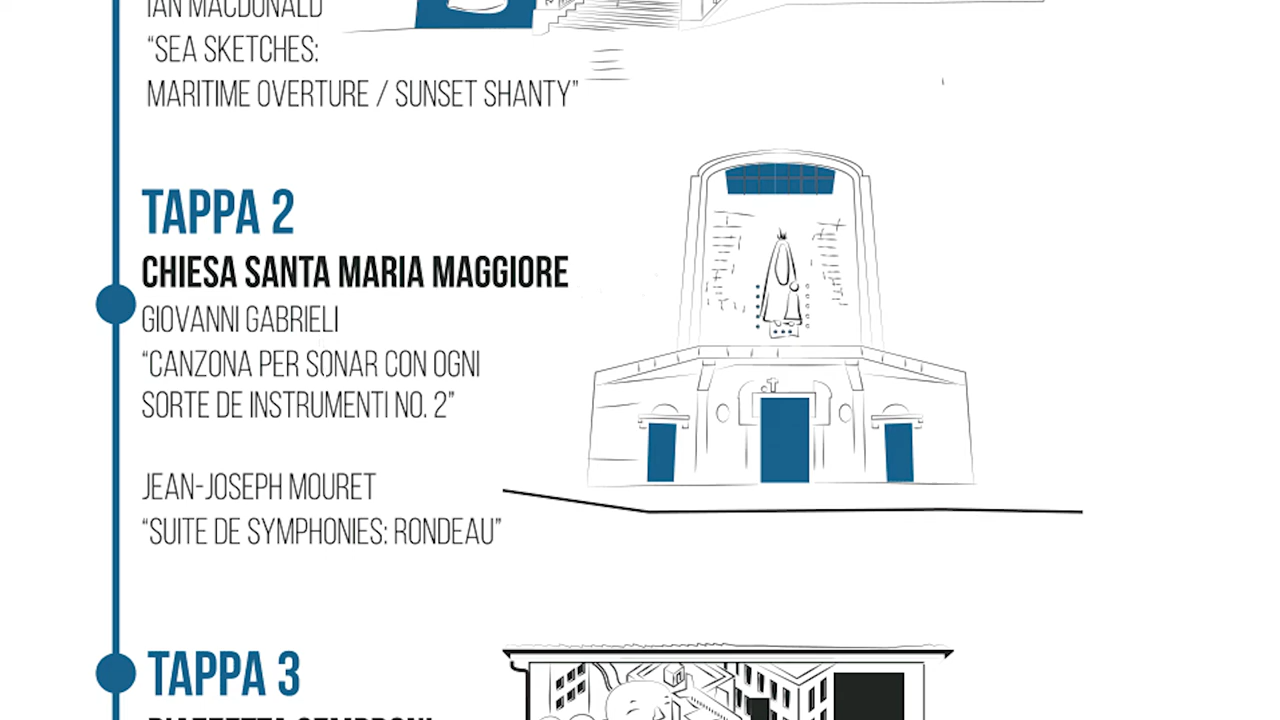 IAN MACDONALD
“SEA SKETCHES:
MARITIME OVERTURE / SUNSET SHANTY”
TAPPA 2
CHIESA SANTA MARIA MAGGIORE
GIOVANNI GABRIELI
“CANZONA PER SONAR CON OGNI
SORTE DE INSTRUMENTI NO. 2”
JEAN-JOSEPH MOURET
“SUITE DE SYMPHONIES: RONDEAU”
TAPPA 3